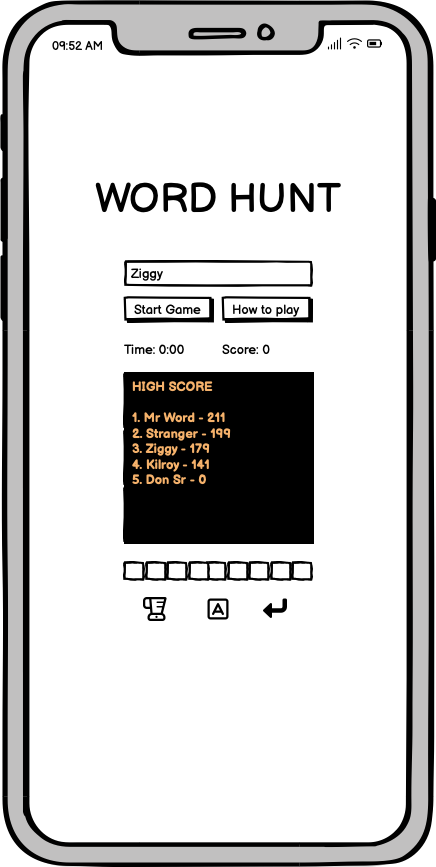 09:52 AM
WORD HUNT
Ziggy
Start Game How to play
Time: 0:00 Score: 0
HIGH SCORE
1. Mr Word - 211
2. Stranger - 199
3. Ziggy - 179
4. Kilroy - 141
5. Don Sr - 0
A